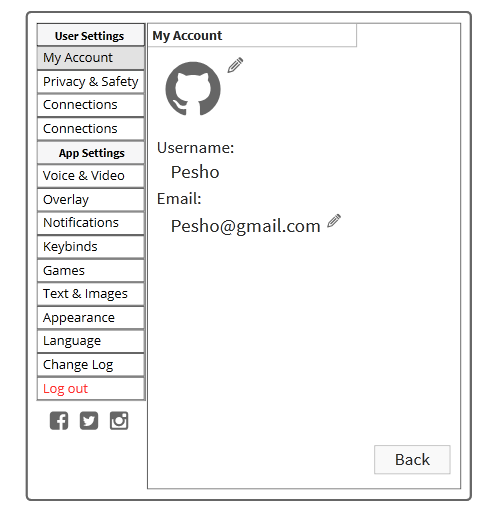 User Settings
My Account
Privacy & Safety
Connections
Connections
App Settings
Voice & Video
Overlay
Notifications
Keybinds
Games
Text & Images
Appearance
Language
Change Log
Log out
My Account
Username:
Pesho
Email:
Pesho@gmail.com
Back